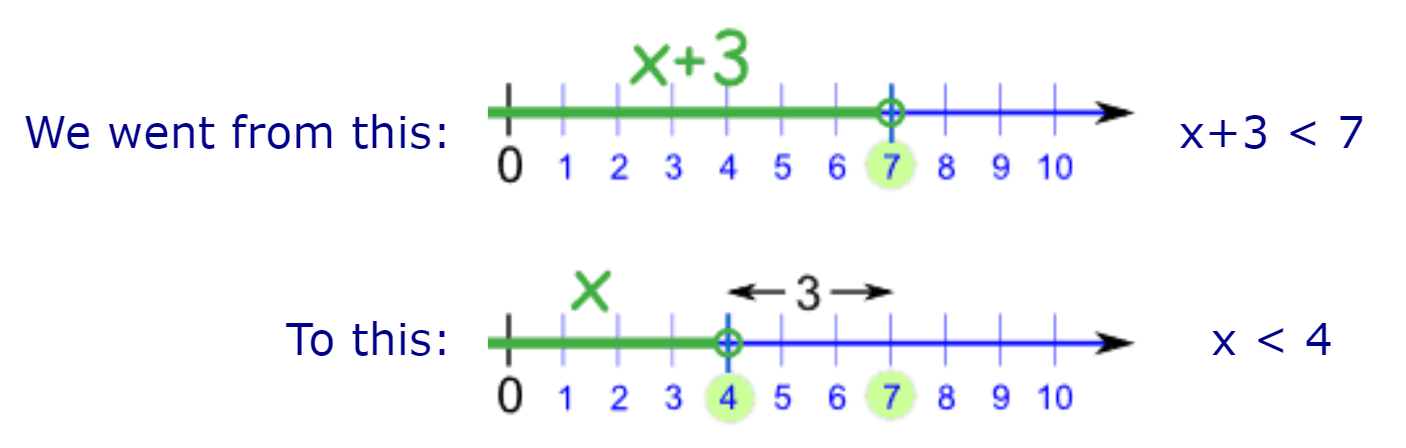 x+3
We went from this:
x+3 < 7
0 1 2 3 4 5 6 7 8 9 10
x
3
To this:
x < 4
0 1 2 3 4 5 6 7 8 9 10